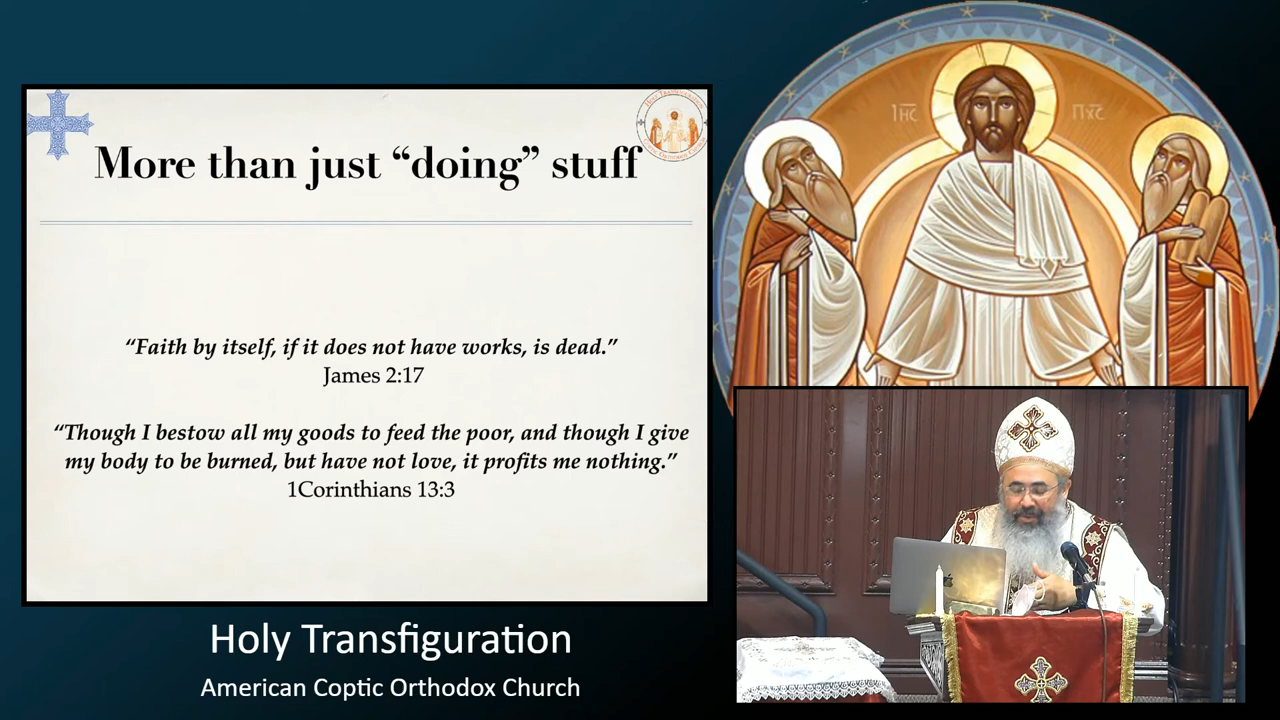 More than just “doing” stuff
“Faith by itself, if it does not have works, is dead.”
James 2:17
“Though I bestow all my goods to feed the poor, and though I give
my body to be burned, but have not love, it profits me nothing.”
1Corinthians 13:3
Holy Transfiguration
American Coptic Orthodox Church